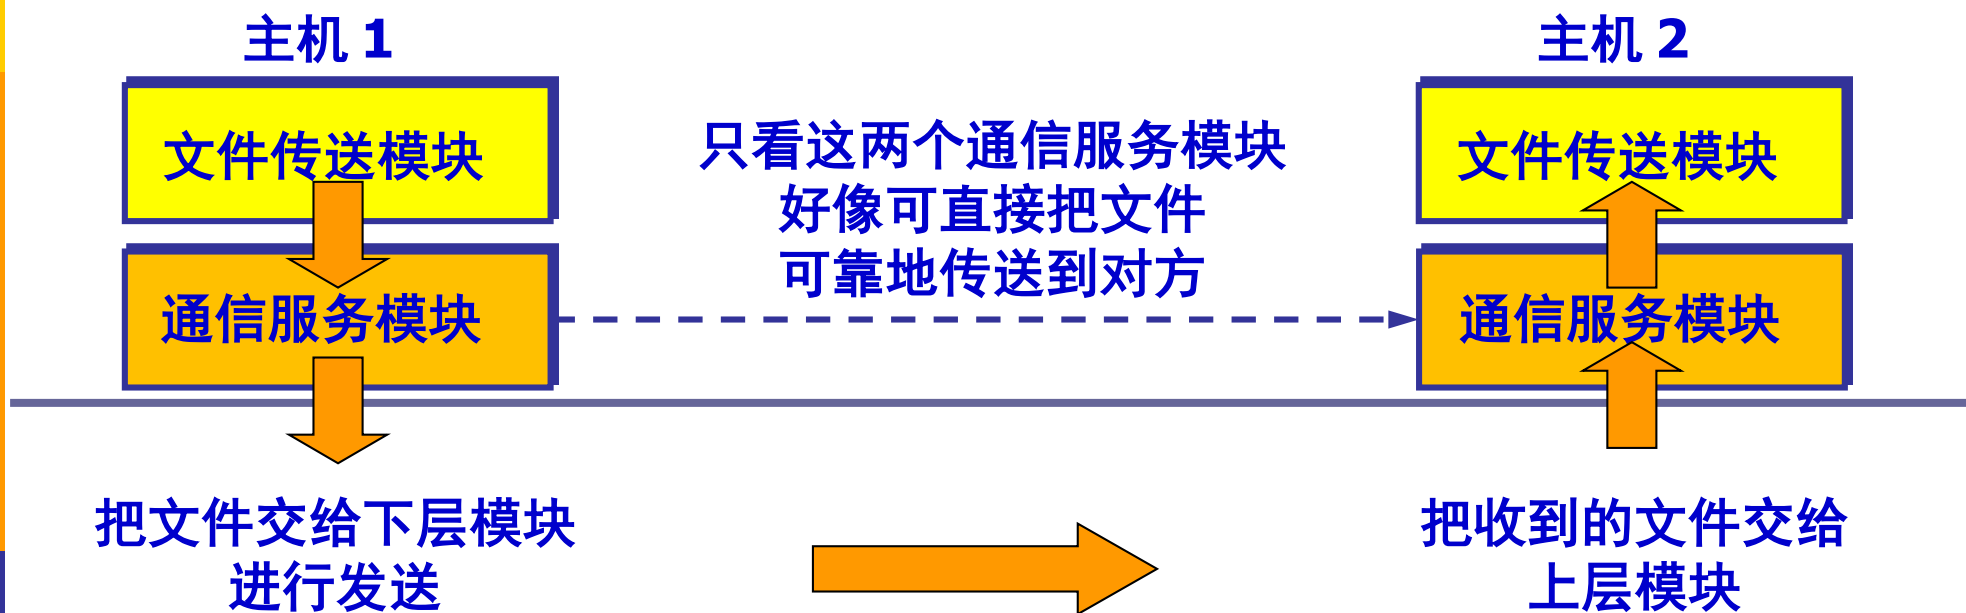 主机 1
主机 2
文件传送模块
只看这两个通信服务模块
好像可直接把文件
可靠地传送到对方
文件传送模块
通信服务模块
通信服务模块
把文件交给下层模块
进行发送
把收到的文件交给
上层模块